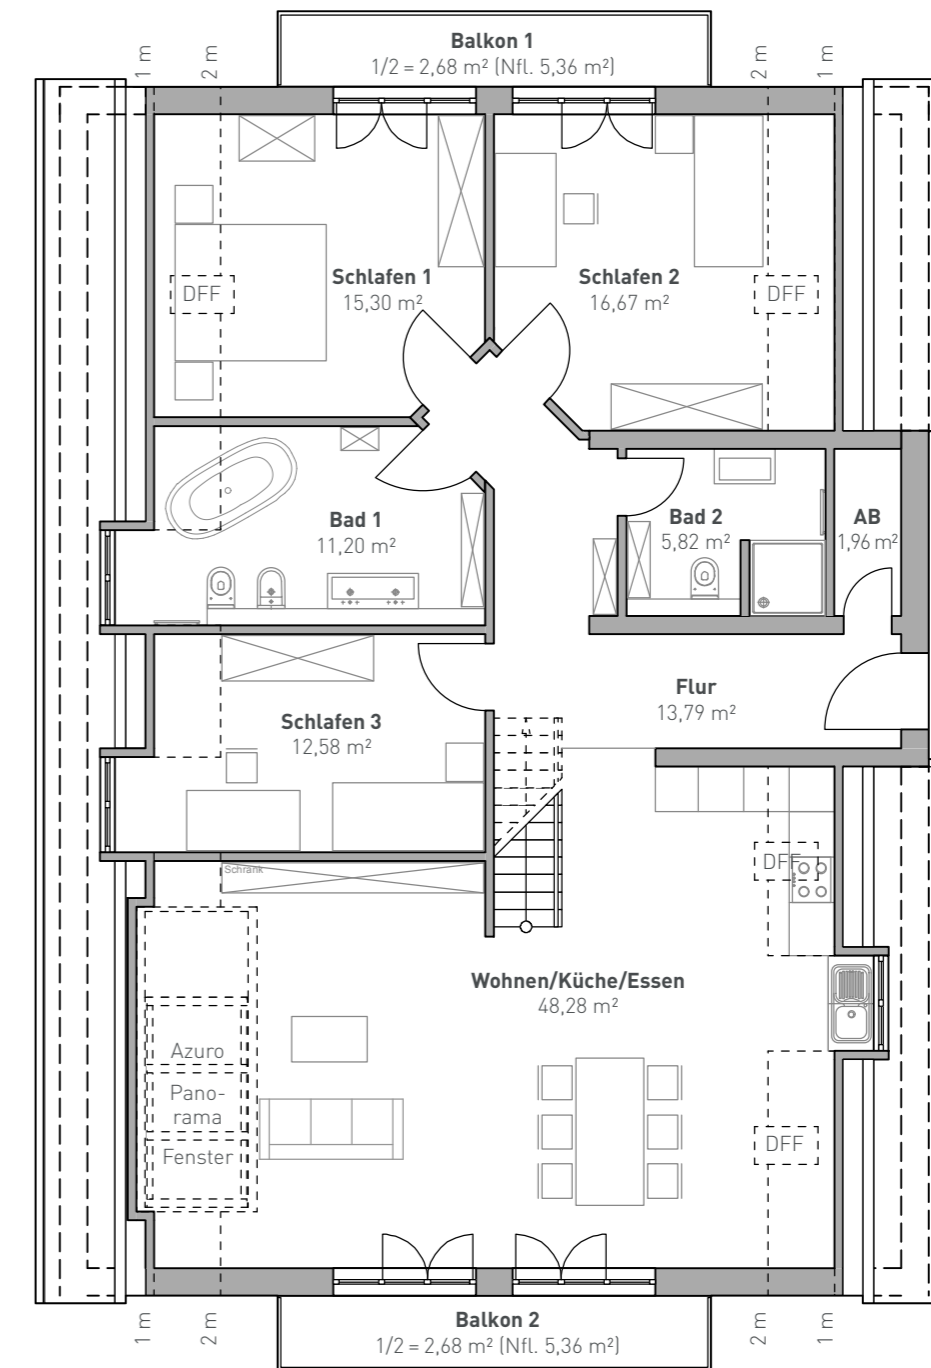 Balkon 1
1/2 = 2,68 m² (Nfl. 5,36 m²)
1 m
2 m
2 m
1 m
Schlafen 1
15,30 m²
DFF
Schlafen 2
16,67 m²
DFF
Bad 1
11,20 m²
Bad 2
5,82 m²
AB
1,96 m²
Flur
13,79 m²
Schlafen 3
12,58 m²
Schrank
DFF
Wohnen/Küche/Essen
48,28 m²
Azuro
Pano-
rama
Fenster
DFF
1 m
2 m
2 m
1 m
Balkon 2
1/2 = 2,68 m² (Nfl. 5,36 m²)